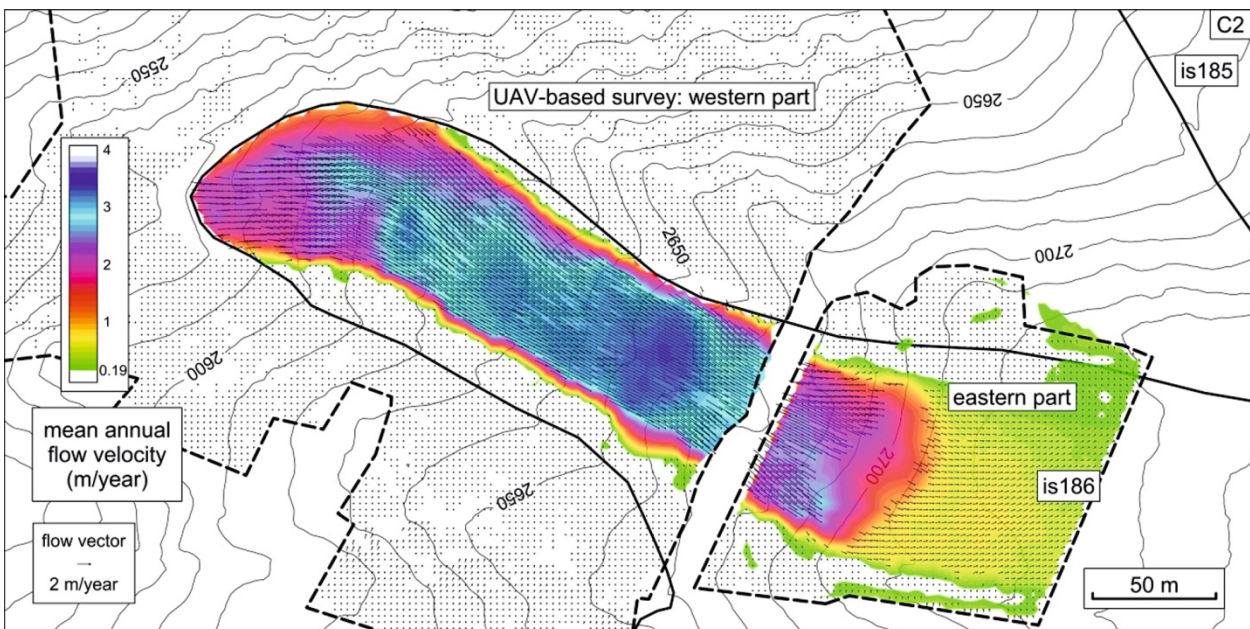 C2
2550
is185
UAV-based survey: western part
2650
4
3
2
1
0.19
2650
2700
2600
eastern part
mean annual
flow velocity
(m/year)
2700
is186
2650
flow vector
2 m/year
50 m